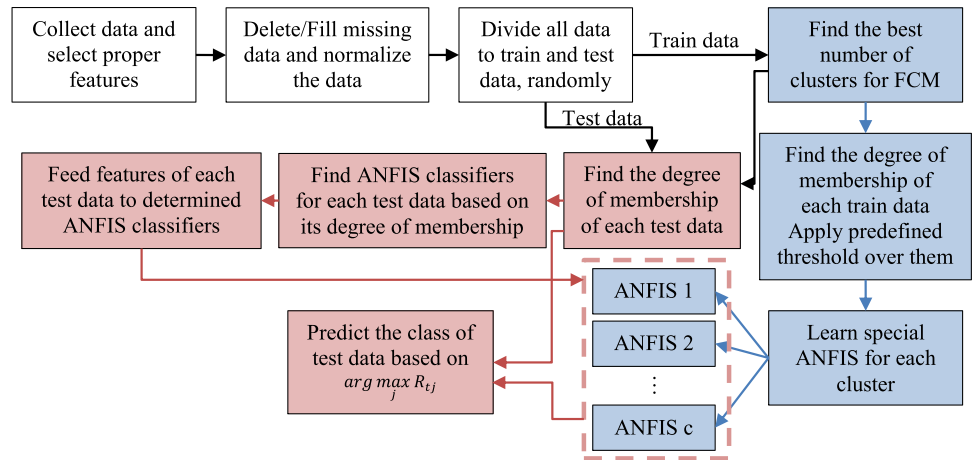 Collect data and
select proper
features
Delete/Fill missing
data and normalize
the data
Divide all data
to train and test
data, randomly
Train data
Find the best
number of
clusters for FCM
Test data
Feed features of each
test data to determined
ANFIS classifiers
Find ANFIS classifiers
for each test data based on
its degree of membership
Find the degree
of membership
of each test data
Find the degree of
membership of
each train data
Apply predefined
threshold over them
ANFIS 1
ANFIS 2
⋮
ANFIS c
Learn special
ANFIS for each
cluster
Predict the class of
test data based on
arg max R_tj
j